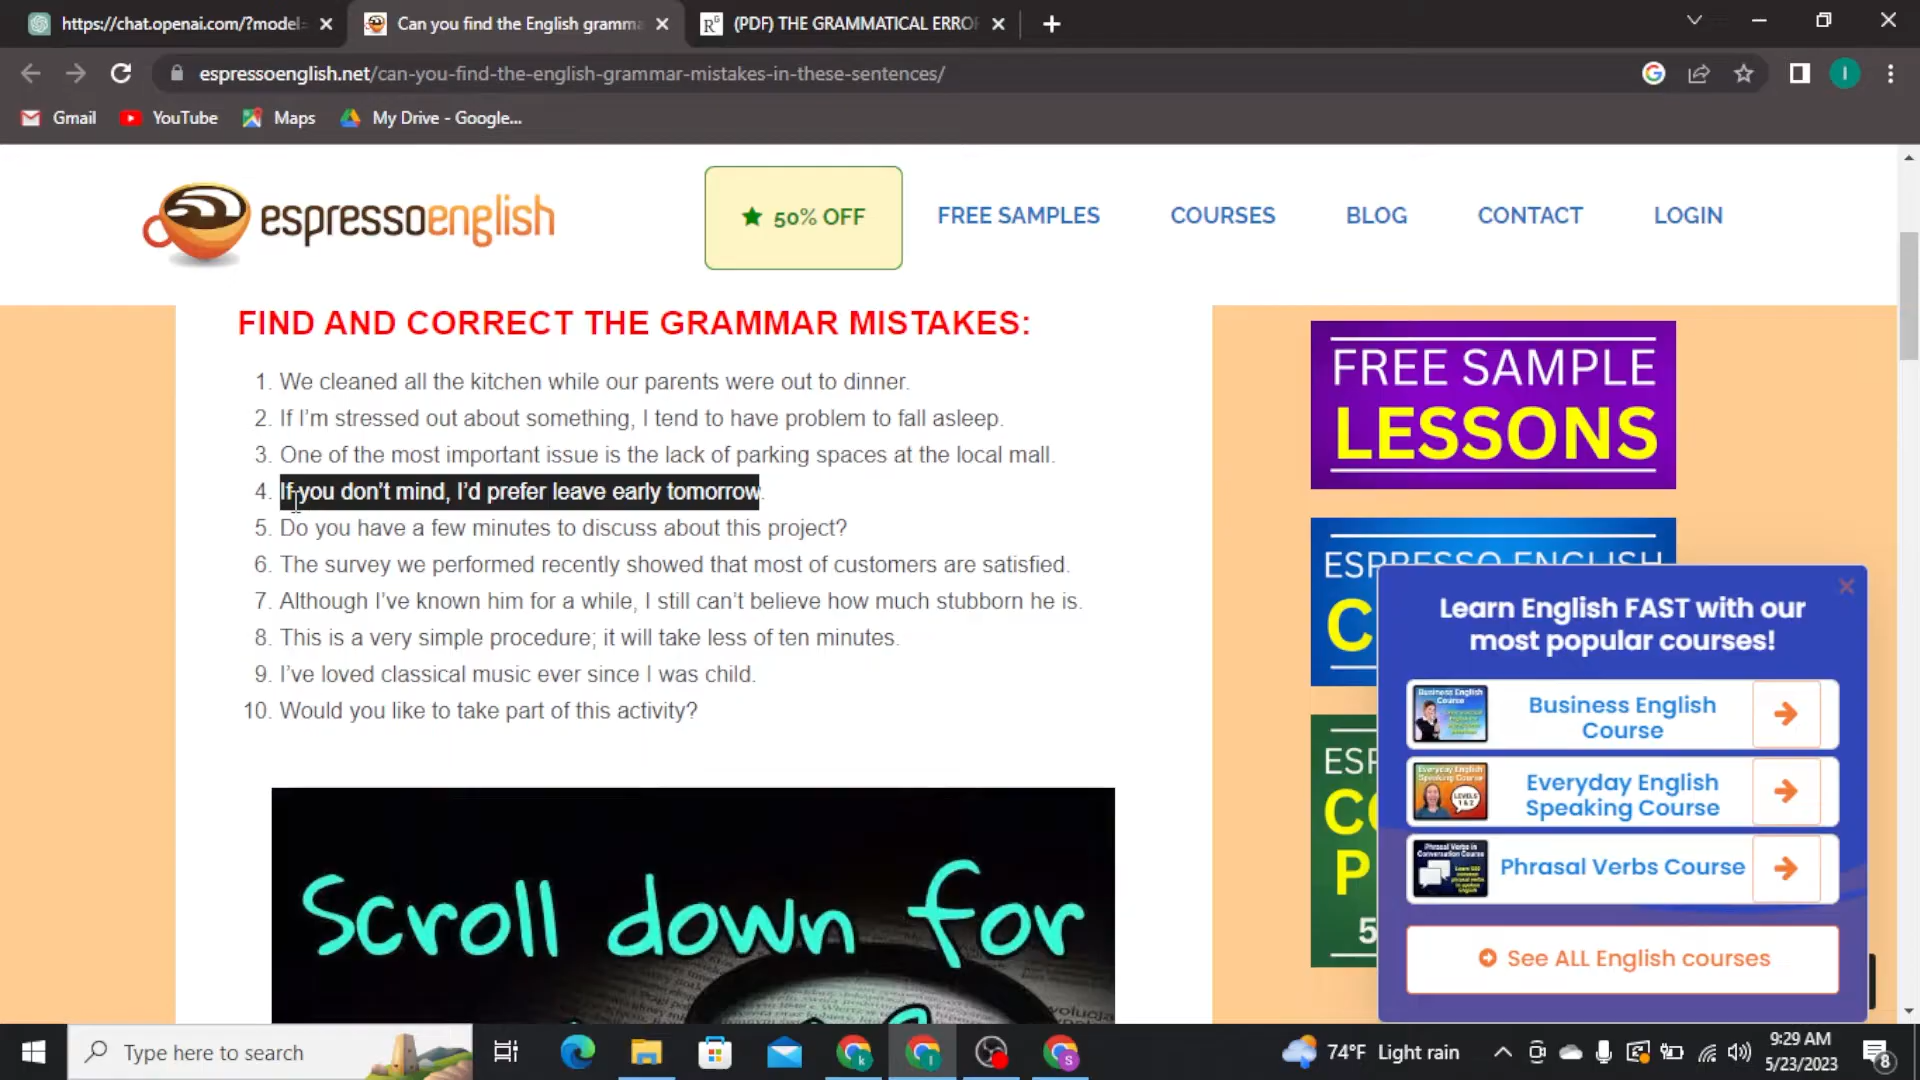 https://chat.openai.com/?model=
Can you find the English gramma
(PDF) THE GRAMMATICAL ERRO
espressoenglish.net/can-you-find-the-english-grammar-mistakes-in-these-sentences/
I
Gmail
YouTube
Maps
My Drive - Google...
espressoenglish
50% OFF
FREE SAMPLES
COURSES
BLOG
CONTACT
LOGIN
FIND AND CORRECT THE GRAMMAR MISTAKES:
1. We cleaned all the kitchen while our parents were out to dinner.
2. If I'm stressed out about something, I tend to have problem to fall asleep.
3. One of the most important issue is the lack of parking spaces at the local mall.
4. If you don't mind, I'd prefer leave early tomorrow.
5. Do you have a few minutes to discuss about this project?
6. The survey we performed recently showed that most of customers are satisfied.
7. Although I've known him for a while, I still can't believe how much stubborn he is.
8. This is a very simple procedure; it will take less of ten minutes.
9. I've loved classical music ever since I was child.
10. Would you like to take part of this activity?
Scroll down for
FREE SAMPLE
LESSONS
ESPRESSO ENGLISH
C
ESP
CO
P
5
Learn English FAST with our
most popular courses!
Business English
Course
Everyday English
Speaking Course
Phrasal Verbs Course
See ALL English courses
Type here to search
74°F Light rain
9:29 AM
5/23/2023
8